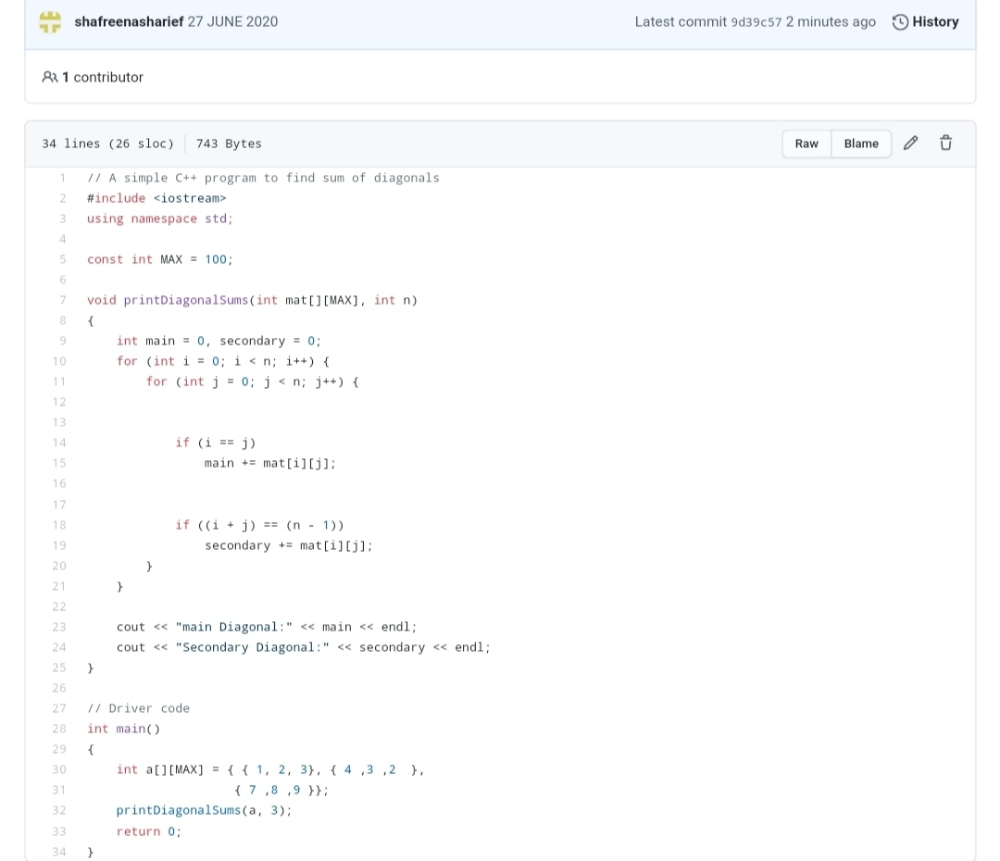 shafreenasharief 27 JUNE 2020 Latest commit 9d39c57 2 minutes ago History
1 contributor
34 lines (26 sloc) 743 Bytes Raw Blame
1 // A simple C++ program to find sum of diagonals
2 #include <iostream>
3 using namespace std;
4
5 const int MAX = 100;
6
7 void printDiagonalSums(int mat[][MAX], int n)
8 {
9     int main = 0, secondary = 0;
10     for (int i = 0; i < n; i++) {
11         for (int j = 0; j < n; j++) {
12
13
14             if (i == j)
15                 main += mat[i][j];
16
17
18             if ((i + j) == (n - 1))
19                 secondary += mat[i][j];
20         }
21     }
22
23     cout << "main Diagonal:" << main << endl;
24     cout << "Secondary Diagonal:" << secondary << endl;
25 }
26
27 // Driver code
28 int main()
29 {
30     int a[][MAX] = { { 1, 2, 3}, { 4 ,3 ,2  },
31                     { 7 ,8 ,9 }};
32     printDiagonalSums(a, 3);
33     return 0;
34 }